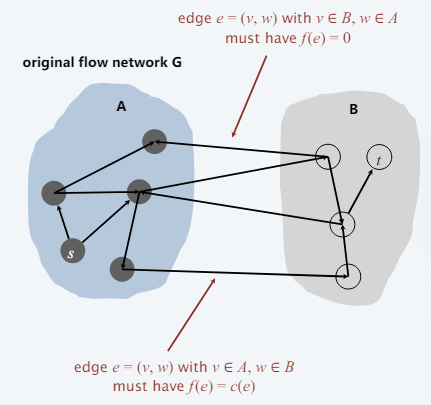 edge e = (v, w) with v ∈ B, w ∈ A
must have f(e) = 0
original flow network G
A
B
t
s
edge e = (v, w) with v ∈ A, w ∈ B
must have f(e) = c(e)